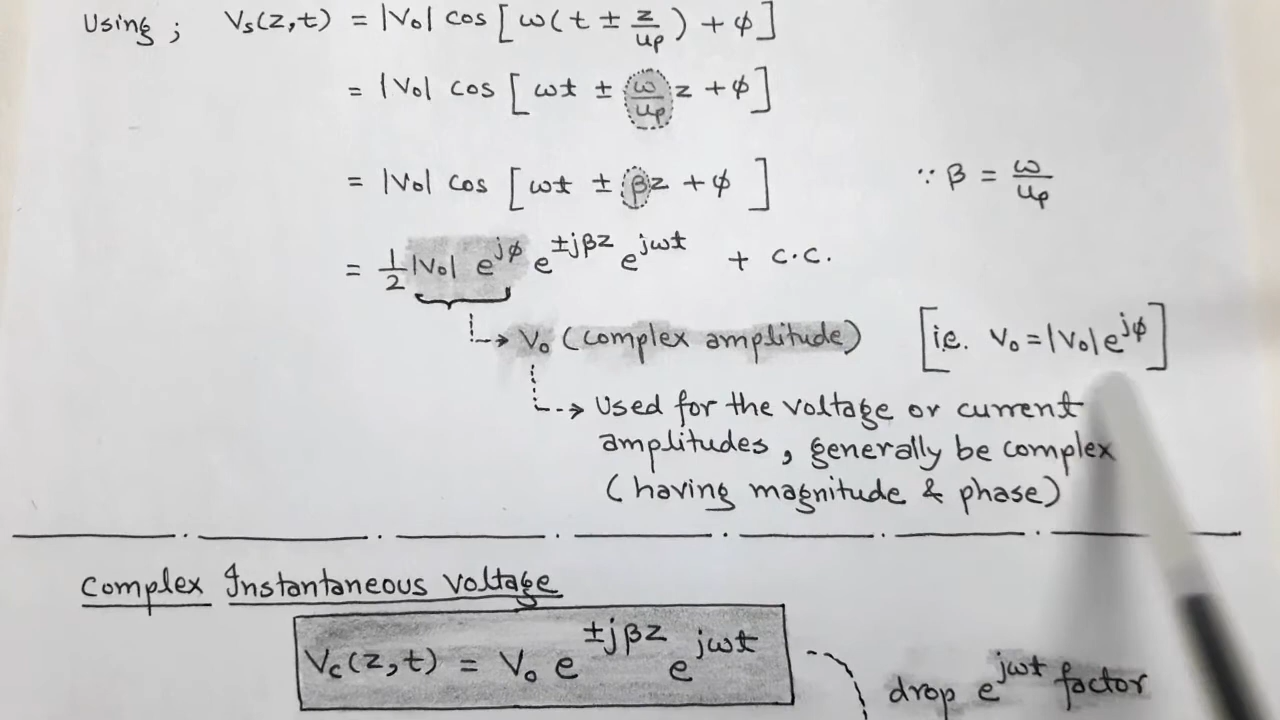 Using ; Vs(z,t) = |V₀| cos [ω(t ± z/uₚ) + φ]
= |V₀| cos [ωt ± ω/uₚ z + φ]
= |V₀| cos [ωt ± βz + φ] ∵ β = ω/uₚ
= 1/2 |V₀| e^jφ e^±jβz e^jωt + c.c.
V₀ (complex amplitude) [i.e. V₀ = |V₀| e^jφ]
Used for the voltage or current
amplitudes, generally be complex
(having magnitude & phase)
Complex Instantaneous Voltage
Vc(z,t) = V₀ e^±jβz e^jωt
drop e^jωt factor